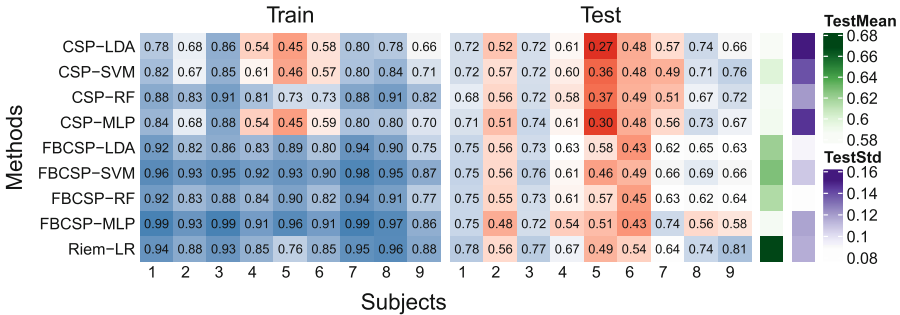 Train Test
CSP−LDA 0.78 0.68 0.86 0.54 0.45 0.58 0.80 0.78 0.66 0.72 0.52 0.72 0.61 0.27 0.48 0.57 0.74 0.66
CSP−SVM 0.82 0.67 0.85 0.61 0.46 0.57 0.80 0.84 0.71 0.72 0.57 0.72 0.60 0.36 0.48 0.49 0.71 0.76
CSP−RF 0.88 0.83 0.91 0.81 0.73 0.73 0.88 0.91 0.82 0.68 0.56 0.72 0.58 0.37 0.49 0.51 0.67 0.72
CSP−MLP 0.84 0.68 0.88 0.54 0.45 0.59 0.80 0.80 0.70 0.71 0.51 0.74 0.61 0.30 0.48 0.56 0.73 0.67
FBCSP−LDA 0.92 0.82 0.86 0.83 0.89 0.80 0.94 0.90 0.75 0.75 0.56 0.73 0.63 0.58 0.43 0.62 0.65 0.63
FBCSP−SVM 0.96 0.93 0.95 0.92 0.93 0.90 0.98 0.95 0.87 0.75 0.56 0.76 0.61 0.46 0.49 0.66 0.69 0.66
FBCSP−RF 0.92 0.83 0.88 0.84 0.90 0.82 0.94 0.91 0.77 0.75 0.55 0.73 0.61 0.57 0.45 0.63 0.62 0.64
FBCSP−MLP 0.99 0.93 0.99 0.91 0.96 0.91 0.99 0.97 0.86 0.75 0.48 0.72 0.54 0.51 0.43 0.74 0.56 0.58
Riem−LR 0.94 0.88 0.93 0.85 0.76 0.85 0.95 0.96 0.88 0.78 0.56 0.77 0.67 0.49 0.54 0.64 0.74 0.81
1 2 3 4 5 6 7 8 9 1 2 3 4 5 6 7 8 9
Subjects
Methods
TestMean
0.68
0.66
0.64
0.62
0.6
0.58
TestStd
0.16
0.14
0.12
0.1
0.08